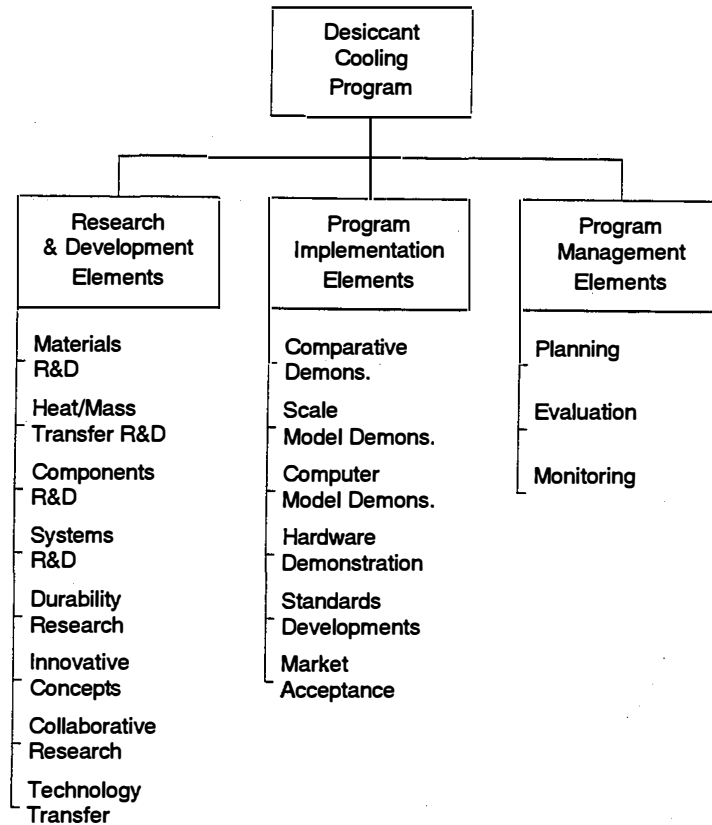 Desiccant
Cooling
Program
Research
& Development
Elements
Program
Implementation
Elements
Program
Management
Elements
Materials
R&D
Heat/Mass
Transfer R&D
Components
R&D
Systems
R&D
Durability
Research
Innovative
Concepts
Collaborative
Research
Technology
Transfer
Comparative
Demons.
Scale
Model Demons.
Computer
Model Demons.
Hardware
Demonstration
Standards
Developments
Market
Acceptance
Planning
Evaluation
Monitoring